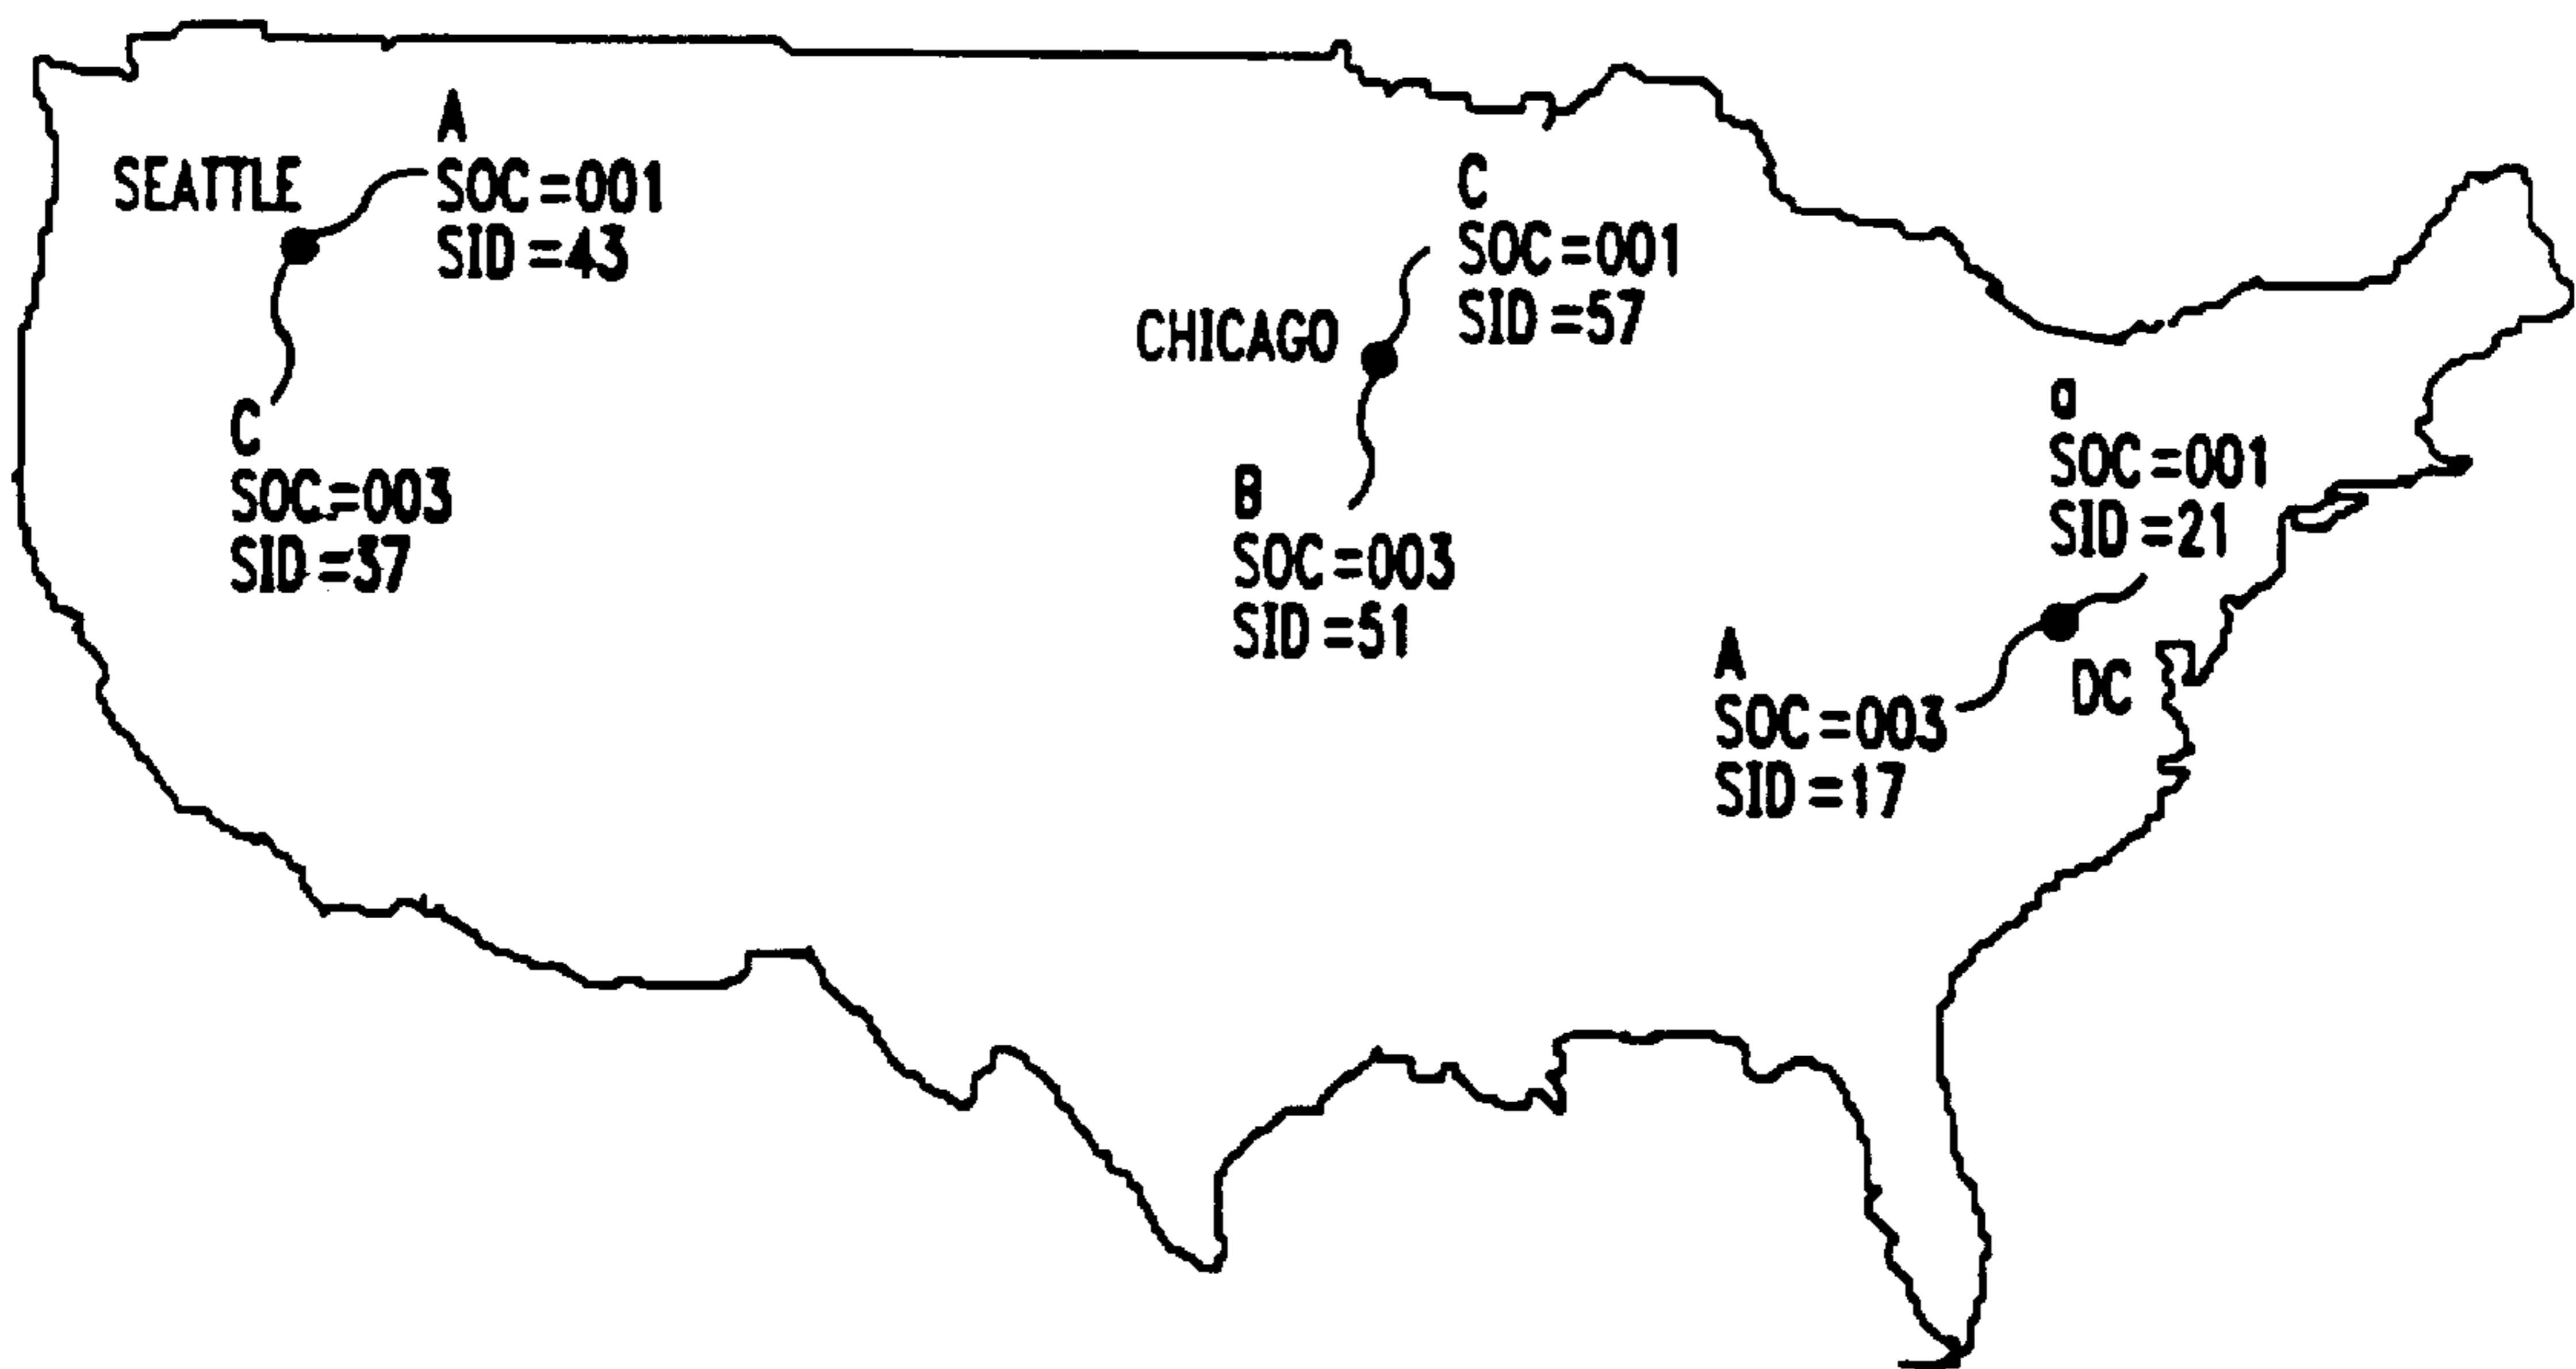 A
SEATTLE
SOC=001
SID=43
C
SOC=003
SID=37
C
SOC=001
SID=57
CHICAGO
B
SOC=003
SID=51
a
SOC=001
SID=21
A
SOC=003
SID=17
DC